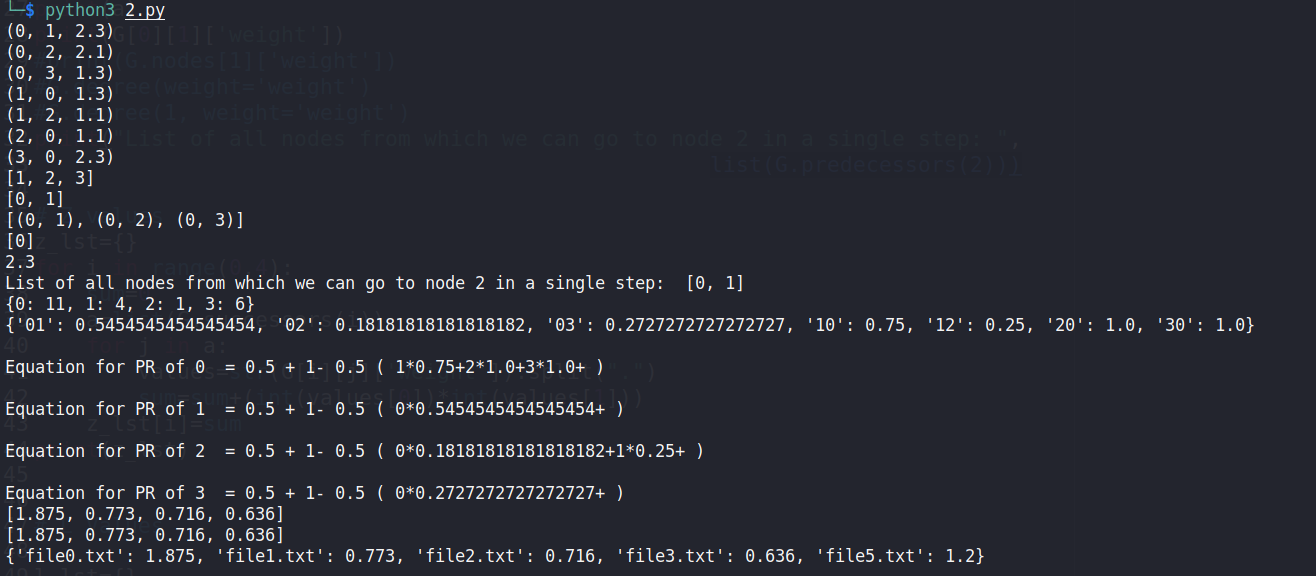 └─$ python3 2.py
(0, 1, 2.3)
(0, 2, 2.1)
(0, 3, 1.3)
(1, 0, 1.3)
(1, 2, 1.1)
(2, 0, 1.1)
(3, 0, 2.3)
[1, 2, 3]
[0, 1]
[(0, 1), (0, 2), (0, 3)]
[0]
2.3
List of all nodes from which we can go to node 2 in a single step:  [0, 1]
{0: 11, 1: 4, 2: 1, 3: 6}
{'01': 0.5454545454545454, '02': 0.18181818181818182, '03': 0.2727272727272727, '10': 0.75, '12': 0.25, '20': 1.0, '30': 1.0}
Equation for PR of 0  = 0.5 + 1- 0.5 ( 1*0.75+2*1.0+3*1.0+ )
Equation for PR of 1  = 0.5 + 1- 0.5 ( 0*0.5454545454545454+ )
Equation for PR of 2  = 0.5 + 1- 0.5 ( 0*0.18181818181818182+1*0.25+ )
Equation for PR of 3  = 0.5 + 1- 0.5 ( 0*0.2727272727272727+ )
[1.875, 0.773, 0.716, 0.636]
[1.875, 0.773, 0.716, 0.636]
{'file0.txt': 1.875, 'file1.txt': 0.773, 'file2.txt': 0.716, 'file3.txt': 0.636, 'file5.txt': 1.2}